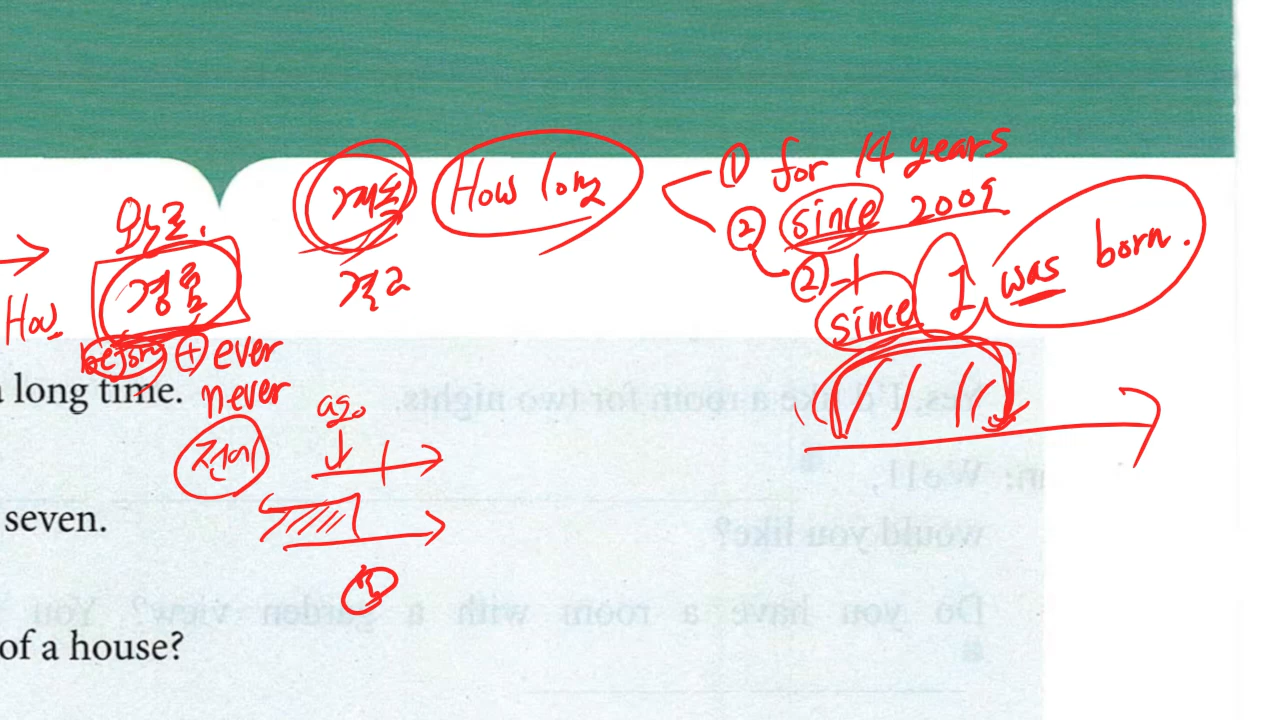 완료.
경험
How
before + ever
never
전에
ago
계속
결과
How long
① for 14 years
② since 2009
②-1
since I was born.
a long time.
seven.
of a house?
Yes, I'd like a room for two nights.
: Well,
would you like?
Do you have a room with a garden view? You